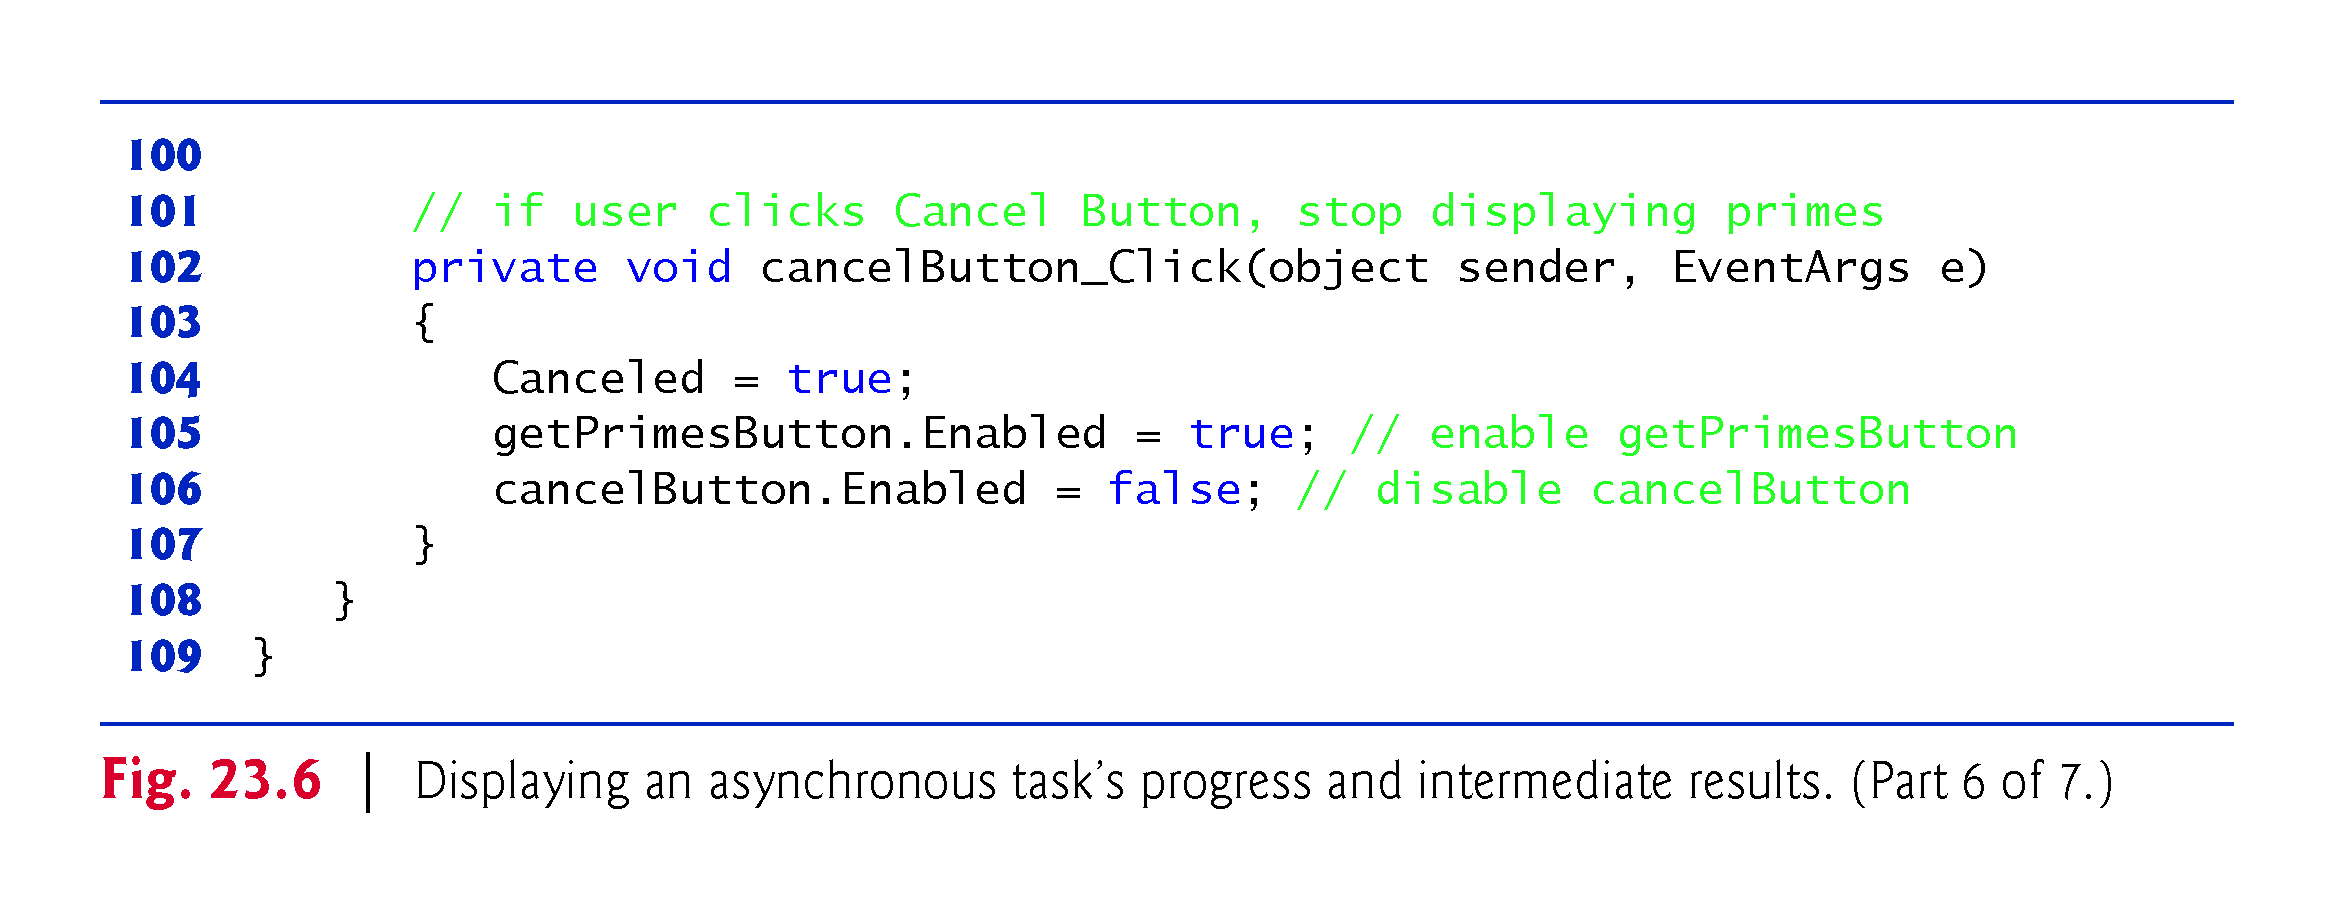 100
101 // if user clicks Cancel Button, stop displaying primes
102 private void cancelButton_Click(object sender, EventArgs e)
103 {
104 Canceled = true;
105 getPrimesButton.Enabled = true; // enable getPrimesButton
106 cancelButton.Enabled = false; // disable cancelButton
107 }
108 }
109 }
Fig. 23.6 | Displaying an asynchronous task’s progress and intermediate results. (Part 6 of 7.)